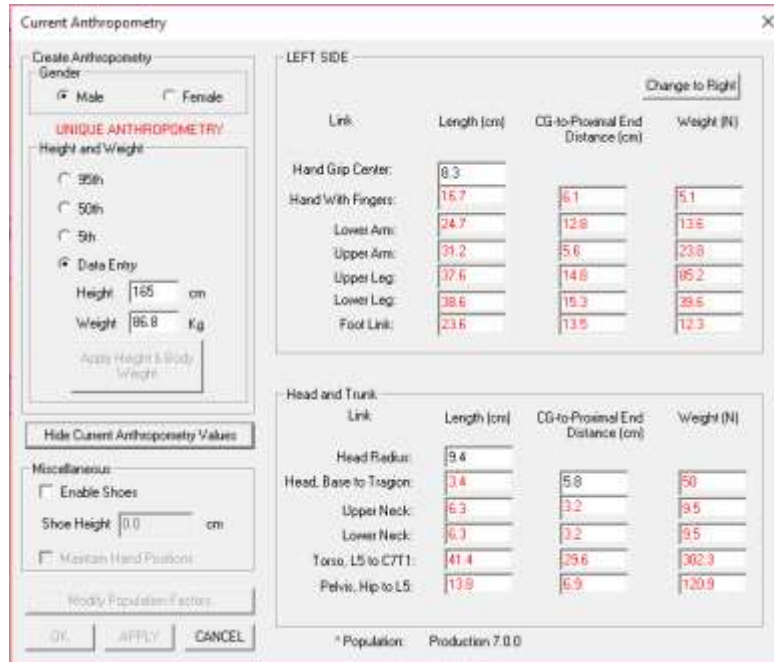 Current Anthropometry
Create Anthropometry
Gender
Male Female
UNIQUE ANTHROPOMETRY
Height and Weight
95th
50th
5th
Data Entry
Height 165 cm
Weight 86.8 Kg
Apply Height & Body
Weight
Hide Current Anthropometry Values
Miscellaneous
Enable Shoes
Shoe Height 0.0 cm
Maintain Hand Positions
Modify Population Factors
OK APPLY CANCEL
LEFT SIDE
Change to Right
Link Length (cm) CG-to-Proximal End Weight (N)
Distance (cm)
Hand Grip Center: 8.3
Hand With Fingers: 16.7 6.1 5.1
Lower Arm: 24.7 12.8 13.6
Upper Arm: 31.2 5.6 23.8
Upper Leg: 37.6 14.8 85.2
Lower Leg: 38.6 15.3 39.6
Foot Link: 23.6 13.5 12.3
Head and Trunk
Link Length (cm) CG-to-Proximal End Weight (N)
Distance (cm)
Head Radius: 9.4
Head, Base to Tragion: 3.4 5.8 50
Upper Neck: 6.3 3.2 9.5
Lower Neck: 6.3 3.2 9.5
Torso, L5 to C7T1: 41.4 29.6 302.3
Pelvis, Hip to L5: 13.8 6.9 120.9
* Population: Production 7.0.0